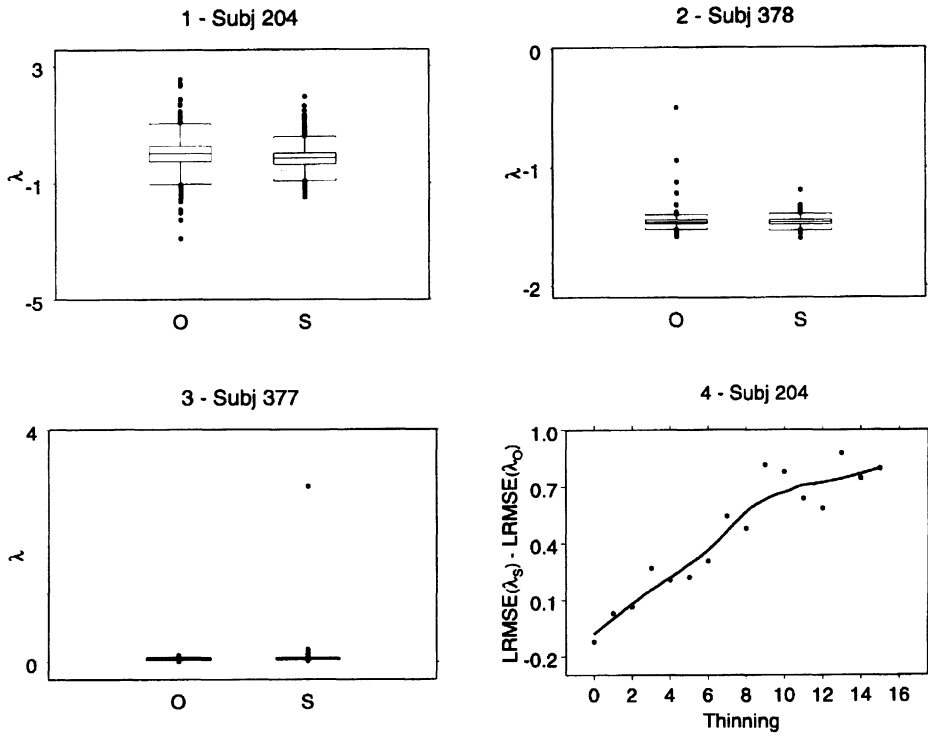 1 - Subj 204
3
-1
-5
λ
O S
2 - Subj 378
0
-1
-2
λ
O S
3 - Subj 377
4
0
λ
O S
4 - Subj 204
LRMSE(λS) - LRMSE(λO)
1.0
0.7
0.4
0.1
-0.2
0 2 4 6 8 10 12 14 16
Thinning